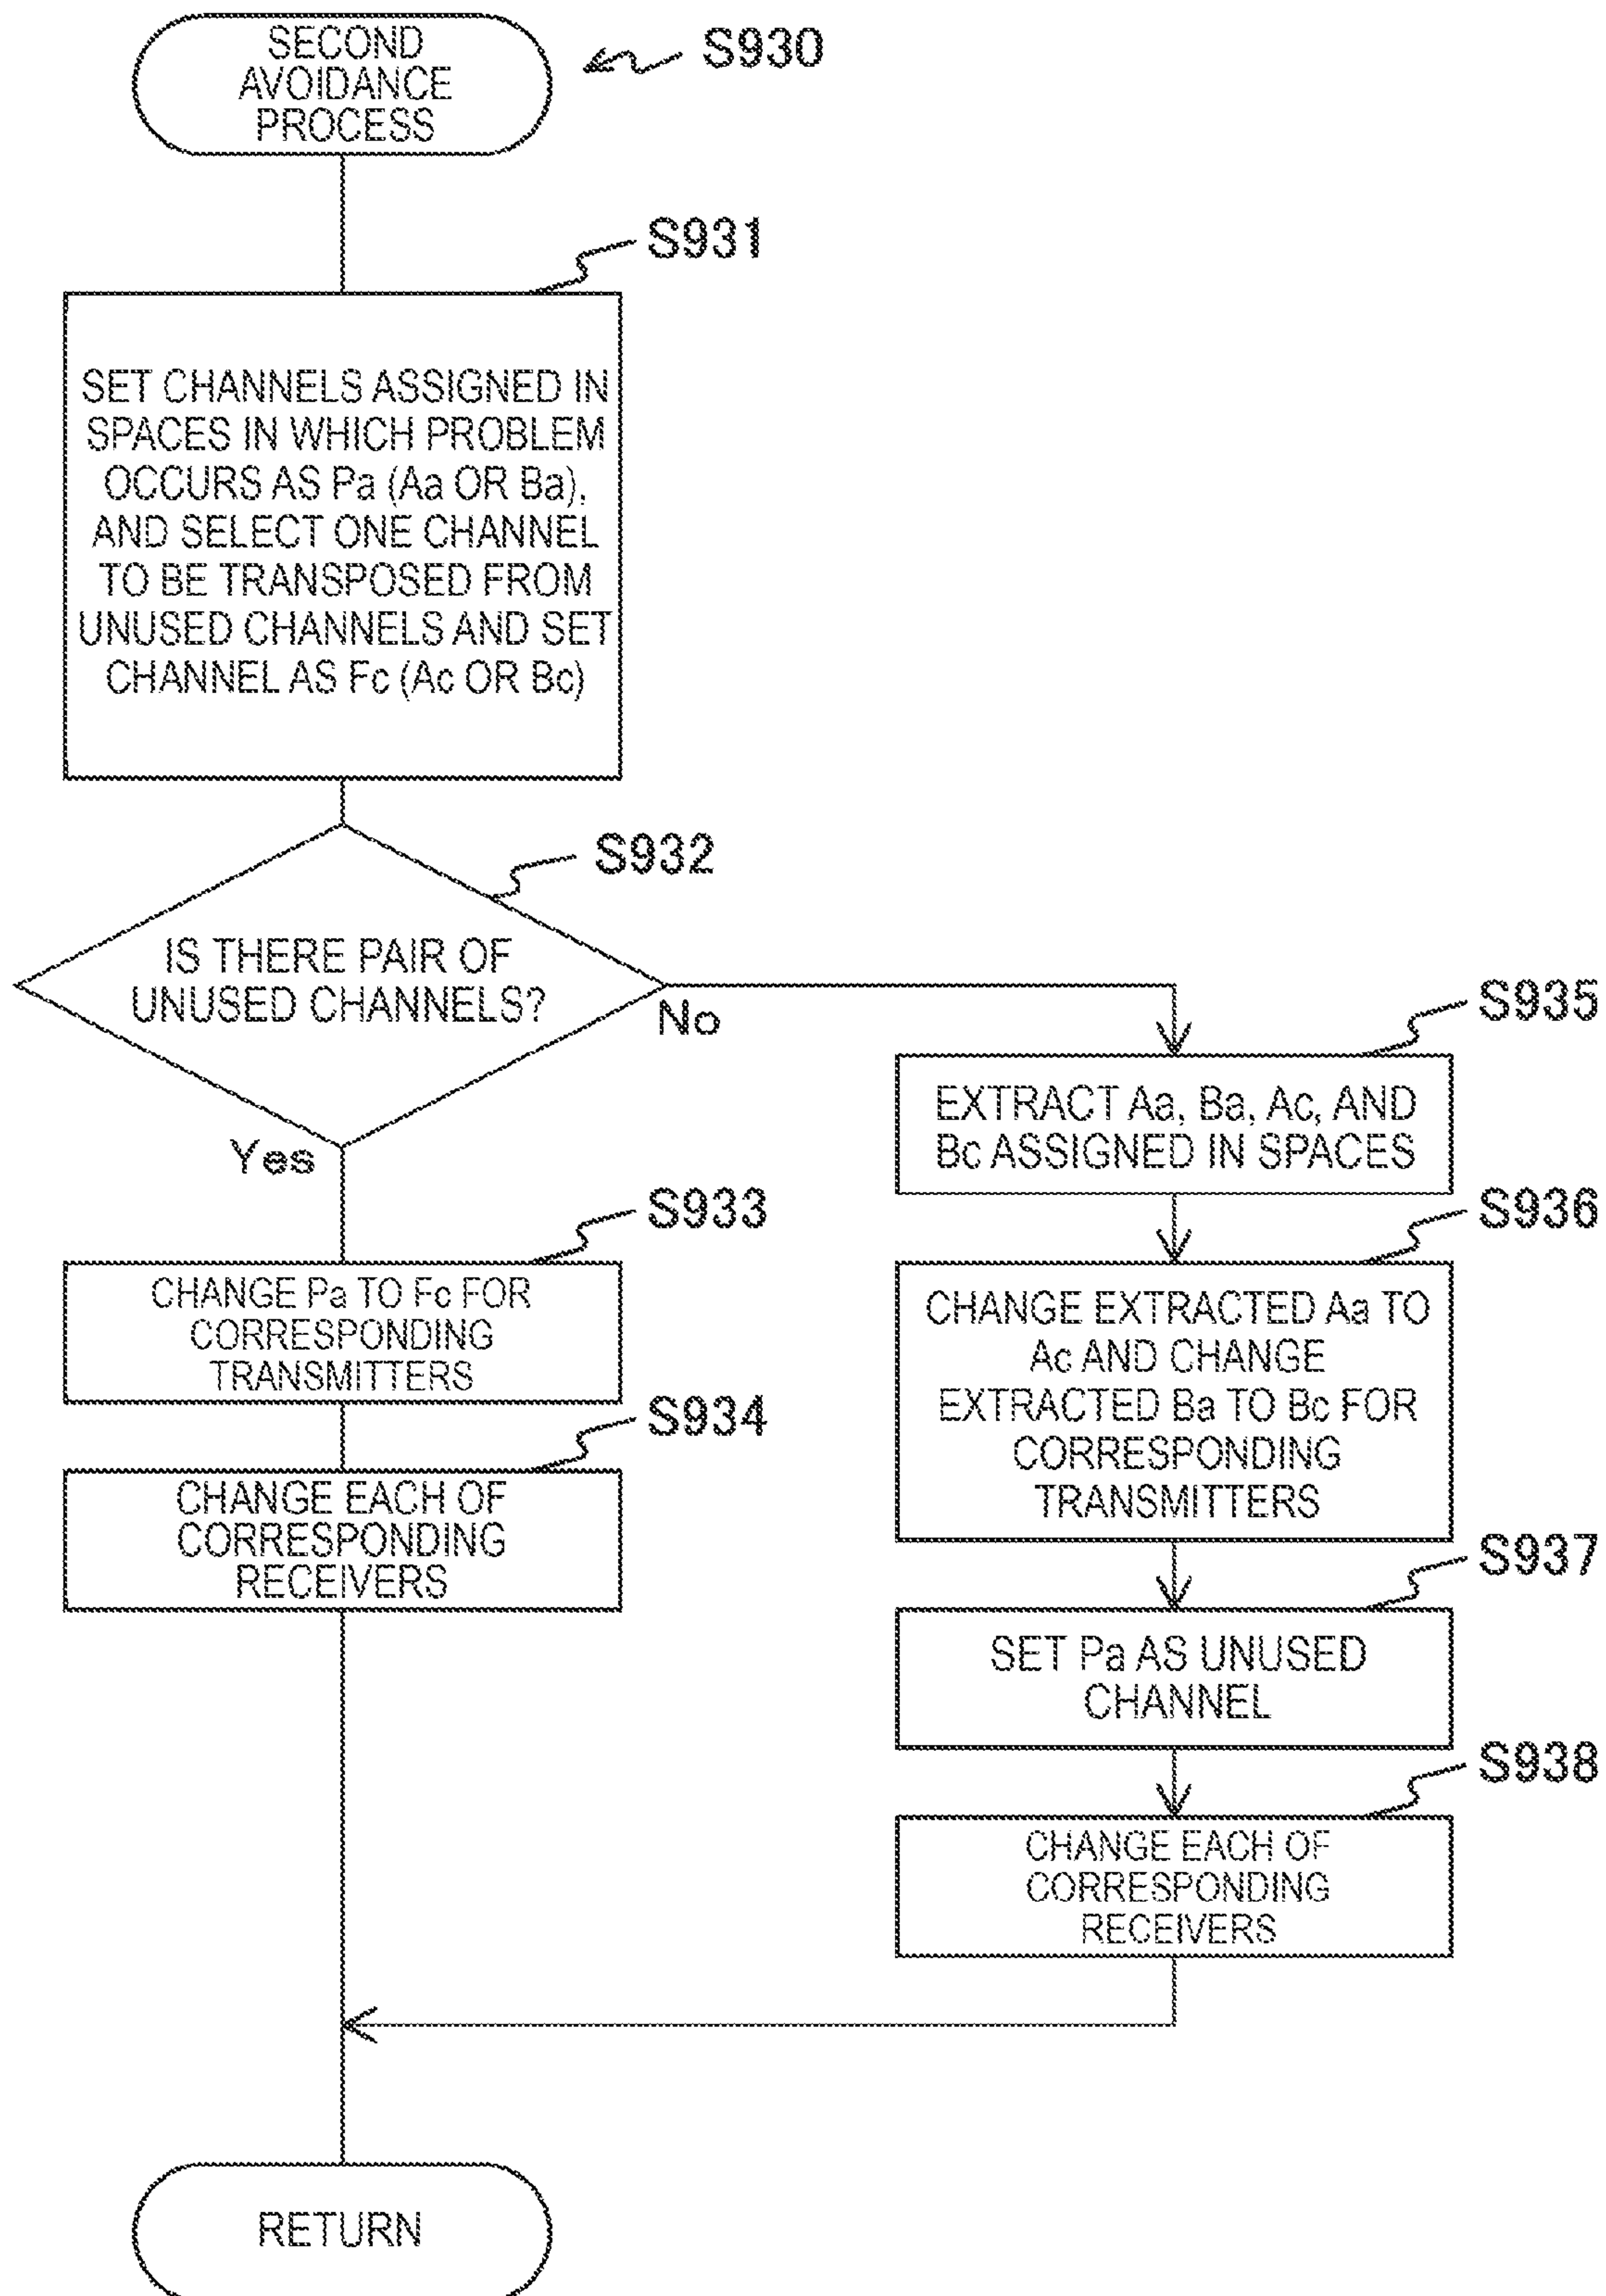 SECOND
AVOIDANCE
PROCESS
S930
S931
SET CHANNELS ASSIGNED IN
SPACES IN WHICH PROBLEM
OCCURS AS Pa (Aa OR Ba),
AND SELECT ONE CHANNEL
TO BE TRANSPOSED FROM
UNUSED CHANNELS AND SET
CHANNEL AS Fc (Ac OR Bc)
S932
IS THERE PAIR OF
UNUSED CHANNELS?
No
Yes
S933
CHANGE Pa TO Fc FOR
CORRESPONDING
TRANSMITTERS
S934
CHANGE EACH OF
CORRESPONDING
RECEIVERS
S935
EXTRACT Aa, Ba, Ac, AND
Bc ASSIGNED IN SPACES
S936
CHANGE EXTRACTED Aa TO
Ac AND CHANGE
EXTRACTED Ba TO Bc FOR
CORRESPONDING
TRANSMITTERS
S937
SET Pa AS UNUSED
CHANNEL
S938
CHANGE EACH OF
CORRESPONDING
RECEIVERS
RETURN